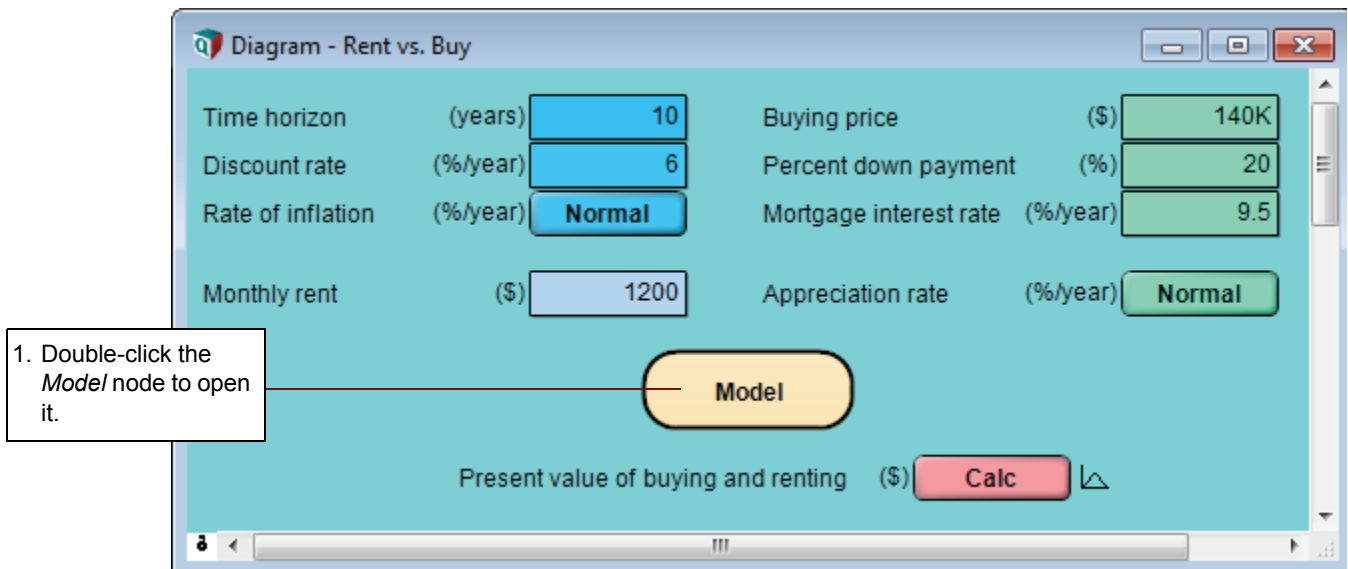 Diagram - Rent vs. Buy
Time horizon (years) 10 Buying price ($) 140K
Discount rate (%/year) 6 Percent down payment (%) 20
Rate of inflation (%/year) Normal Mortgage interest rate (%/year) 9.5
Monthly rent ($) 1200 Appreciation rate (%/year) Normal
1. Double-click the
Model node to open
it.
Model
Present value of buying and renting ($) Calc